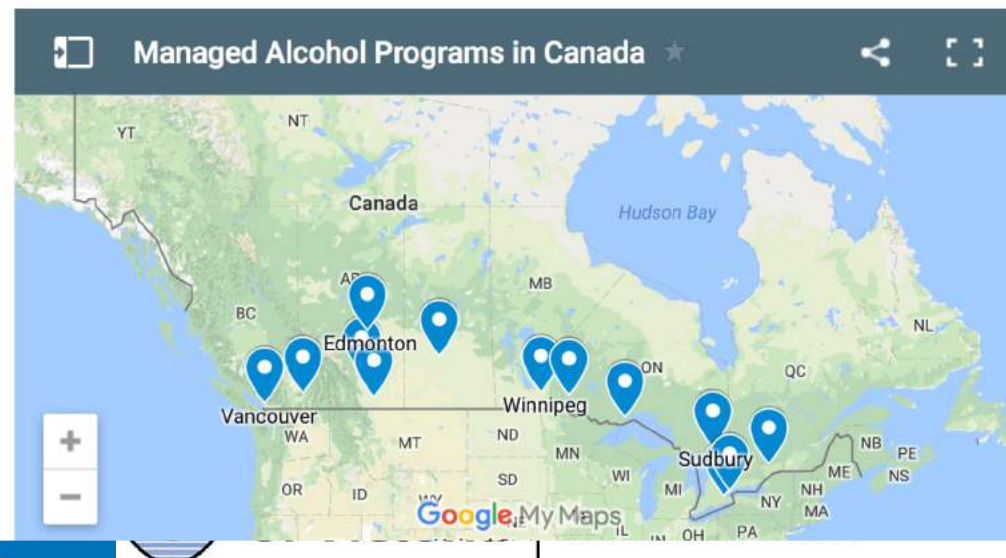 Managed Alcohol Programs in Canada
YT
NT
Canada
Hudson Bay
MB
BC
Edmonton
NL
ON
QC
Vancouver
Winnipeg
WA
MT
ND
MN
Sudbury
NB
PE
OR
ID
SD
WI
MI
NY
NH
ME
NS
MA
Google My Maps
IL
OH
PA